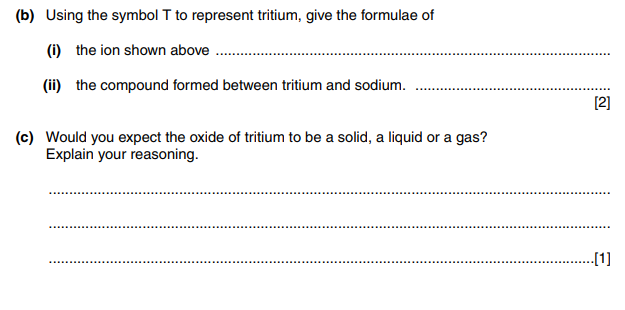 (b) Using the symbol T to represent tritium, give the formulae of
(i) the ion shown above ................................................................................................
(ii) the compound formed between tritium and sodium. ................................................
[2]
(c) Would you expect the oxide of tritium to be a solid, a liquid or a gas?
Explain your reasoning.
..........................................................................................................................................
..........................................................................................................................................
......................................................................................................................................[1]